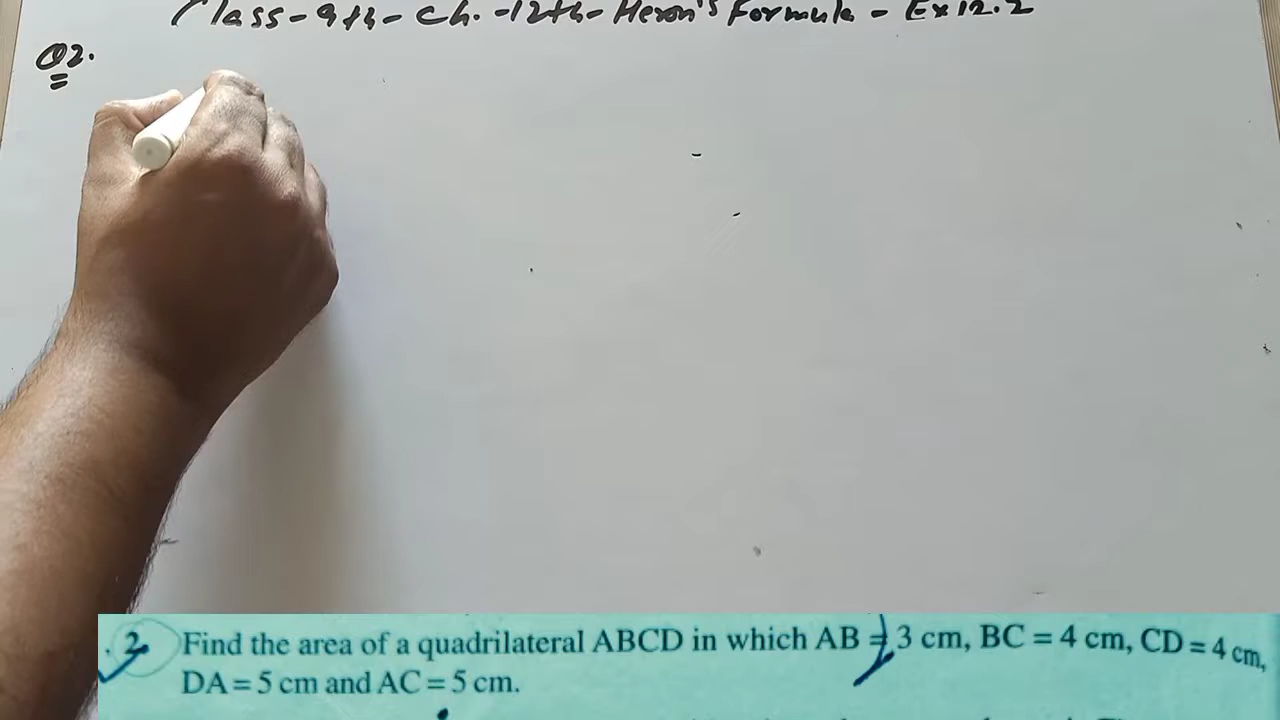 Class-9th-Ch.-12th-Heron's Formula-Ex 12.2
Q2.
2. Find the area of a quadrilateral ABCD in which AB = 3 cm, BC = 4 cm, CD = 4 cm,
DA = 5 cm and AC = 5 cm.